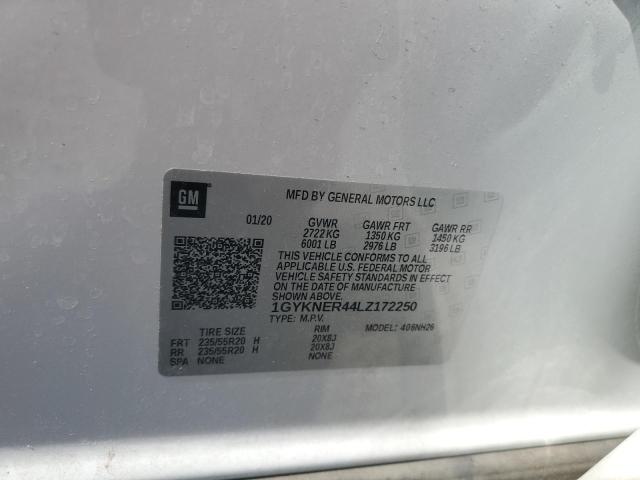 GM
MFD BY GENERAL MOTORS LLC
01/20 GVWR GAWR FRT GAWR RR
2722 KG 1350 KG 1450 KG
6001 LB 2976 LB 3196 LB
THIS VEHICLE CONFORMS TO ALL
APPLICABLE U.S. FEDERAL MOTOR
VEHICLE SAFETY STANDARDS IN EFFECT
ON THE DATE OF MANUFACTURE
SHOWN ABOVE.
1GYKNER44LZ172250
TYPE: M.P.V. MODEL: 406NH26
TIRE SIZE RIM
FRT 235/55R20 H 20X8J
RR 235/55R20 H 20X8J
SPA NONE NONE